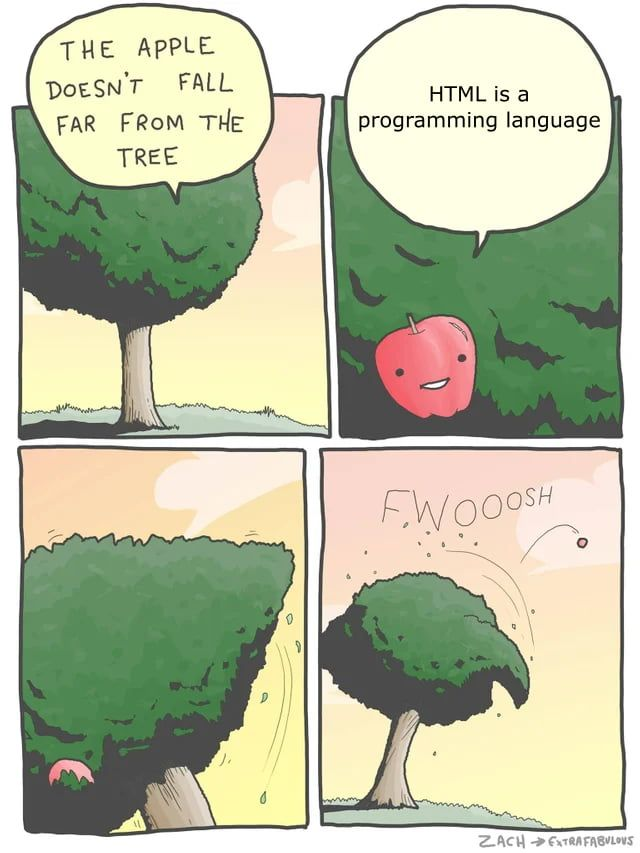 THE APPLE
DOESN'T FALL
FAR FROM THE
TREE
HTML is a
programming language
FWOOOSH
ZACH → EXTRAFABULOUS